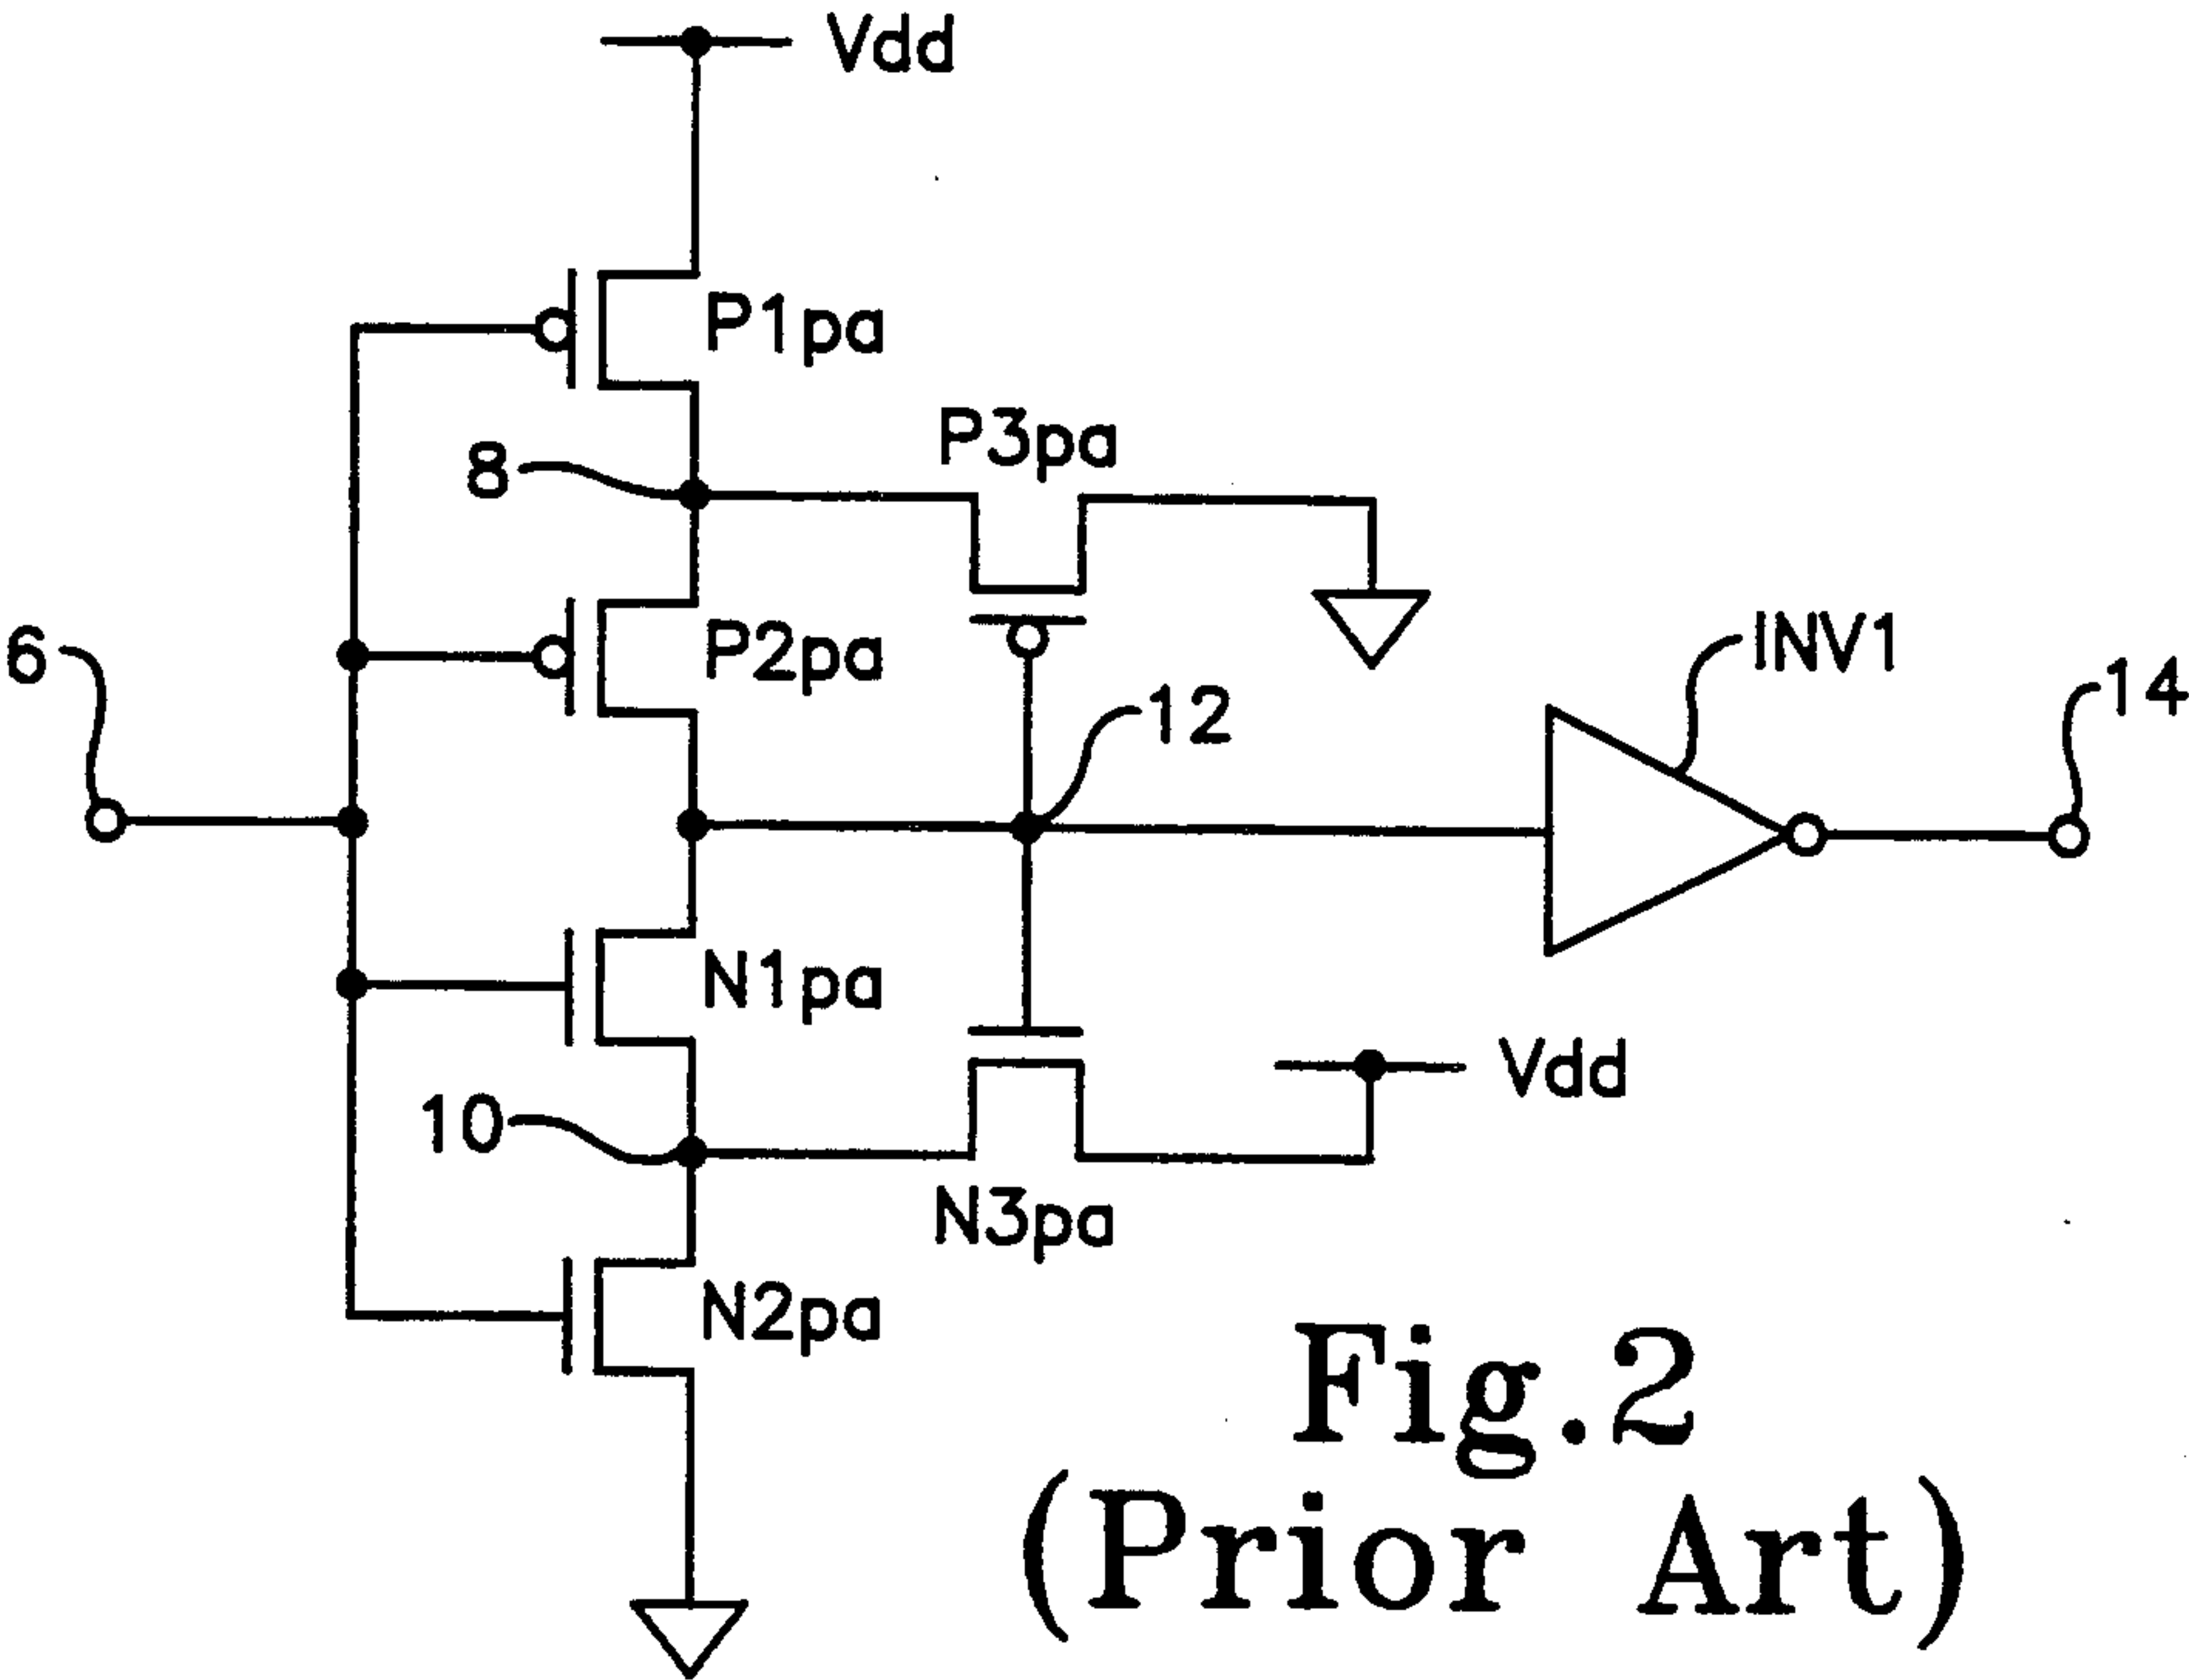 Vdd
P1pa
P3pa
8
6
P2pa
INV1
14
12
N1pa
Vdd
10
N3pa
N2pa
Fig.2
(Prior Art)